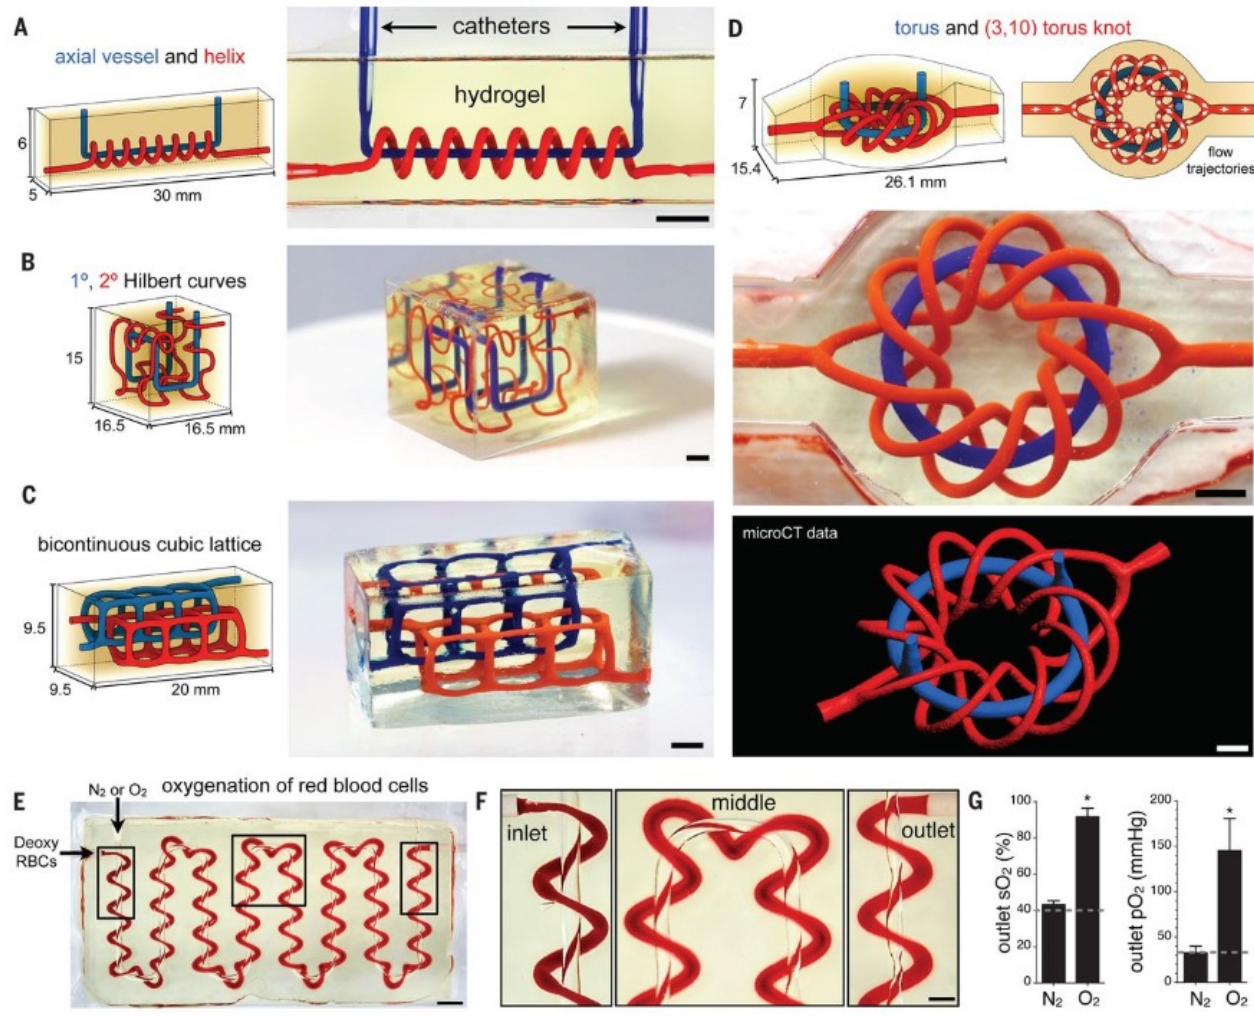 A
axial vessel and helix
6
5
30 mm
catheters
hydrogel
B
1º, 2º Hilbert curves
15
16.5
16.5 mm
C
bicontinuous cubic lattice
9.5
9.5
20 mm
D
torus and (3,10) torus knot
7
15.4
26.1 mm
flow
trajectories
microCT data
E
N₂ or O₂
oxygenation of red blood cells
Deoxy
RBCs
F
inlet
middle
outlet
G
outlet sO₂ (%)
100
80
60
40
20
0
*
N₂ O₂
outlet pO₂ (mmHg)
200
150
100
50
0
*
N₂ O₂